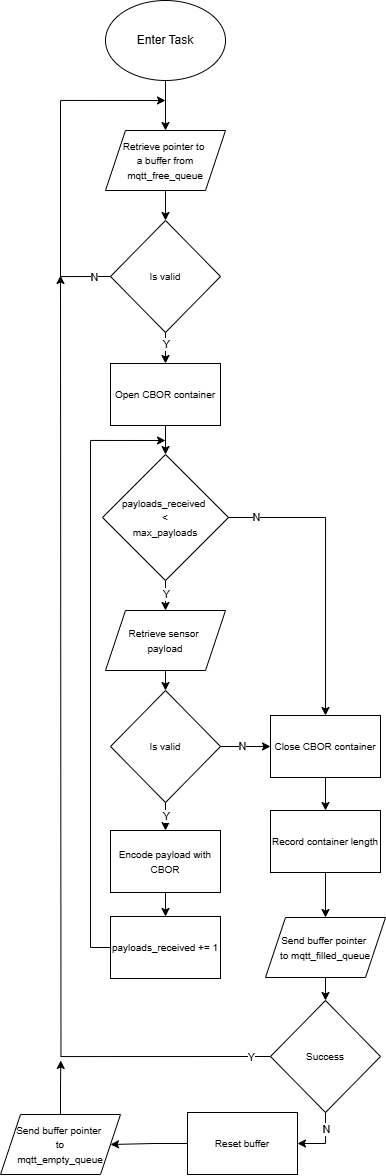 Enter Task
Retrieve pointer to
a buffer from
mqtt_free_queue
Is valid
N
Y
Open CBOR container
payloads_received
<
max_payloads
N
Y
Retrieve sensor
payload
Is valid
N
Close CBOR container
Y
Encode payload with
CBOR
Record container length
payloads_received += 1
Send buffer pointer
to mqtt_filled_queue
Success
Y
N
Reset buffer
Send buffer pointer
to
mqtt_empty_queue